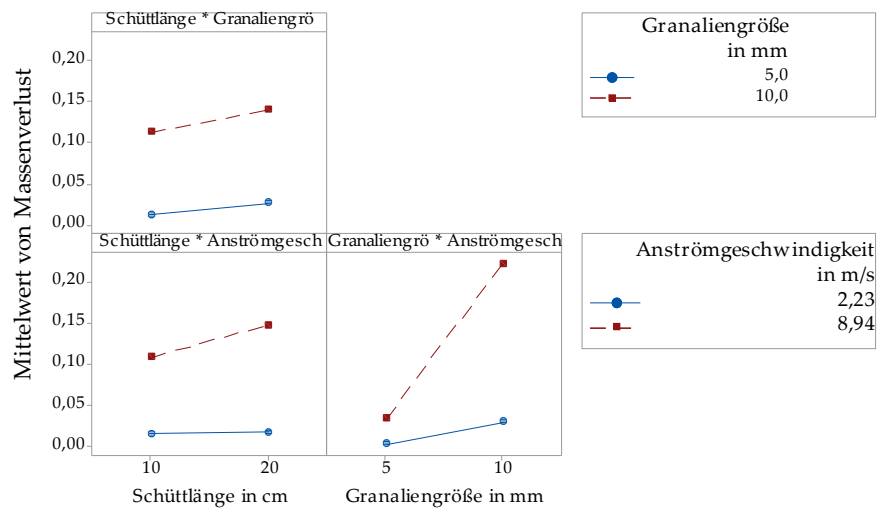 Schüttlänge * Granaliengrö
Granaliengröße
in mm
5,0
10,0
0,20
0,15
0,10
0,05
0,00
Mittelwert von Massenverlust
Schüttlänge * Anströmgesch
Granaliengrö * Anströmgesch
Anströmgeschwindigkeit
in m/s
2,23
8,94
0,20
0,15
0,10
0,05
0,00
10
20
5
10
Schüttlänge in cm
Granaliengröße in mm